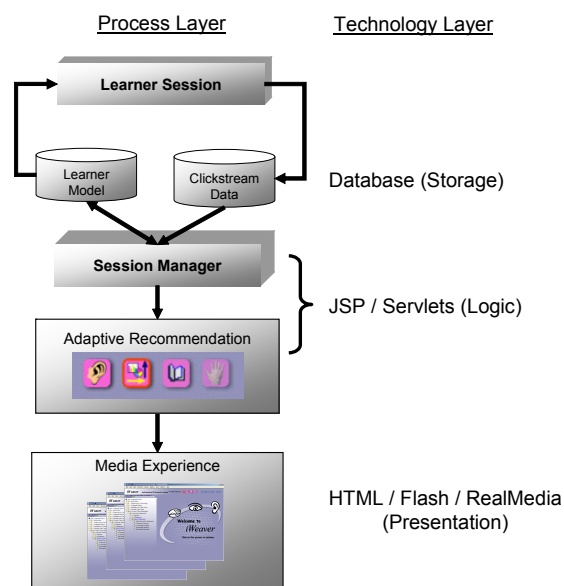 Process Layer
Technology Layer
Learner Session
Learner
Model
Clickstream
Data
Database (Storage)
Session Manager
JSP / Servlets (Logic)
Adaptive Recommendation
Media Experience
Welcome to
iWeaver
HTML / Flash / RealMedia
(Presentation)